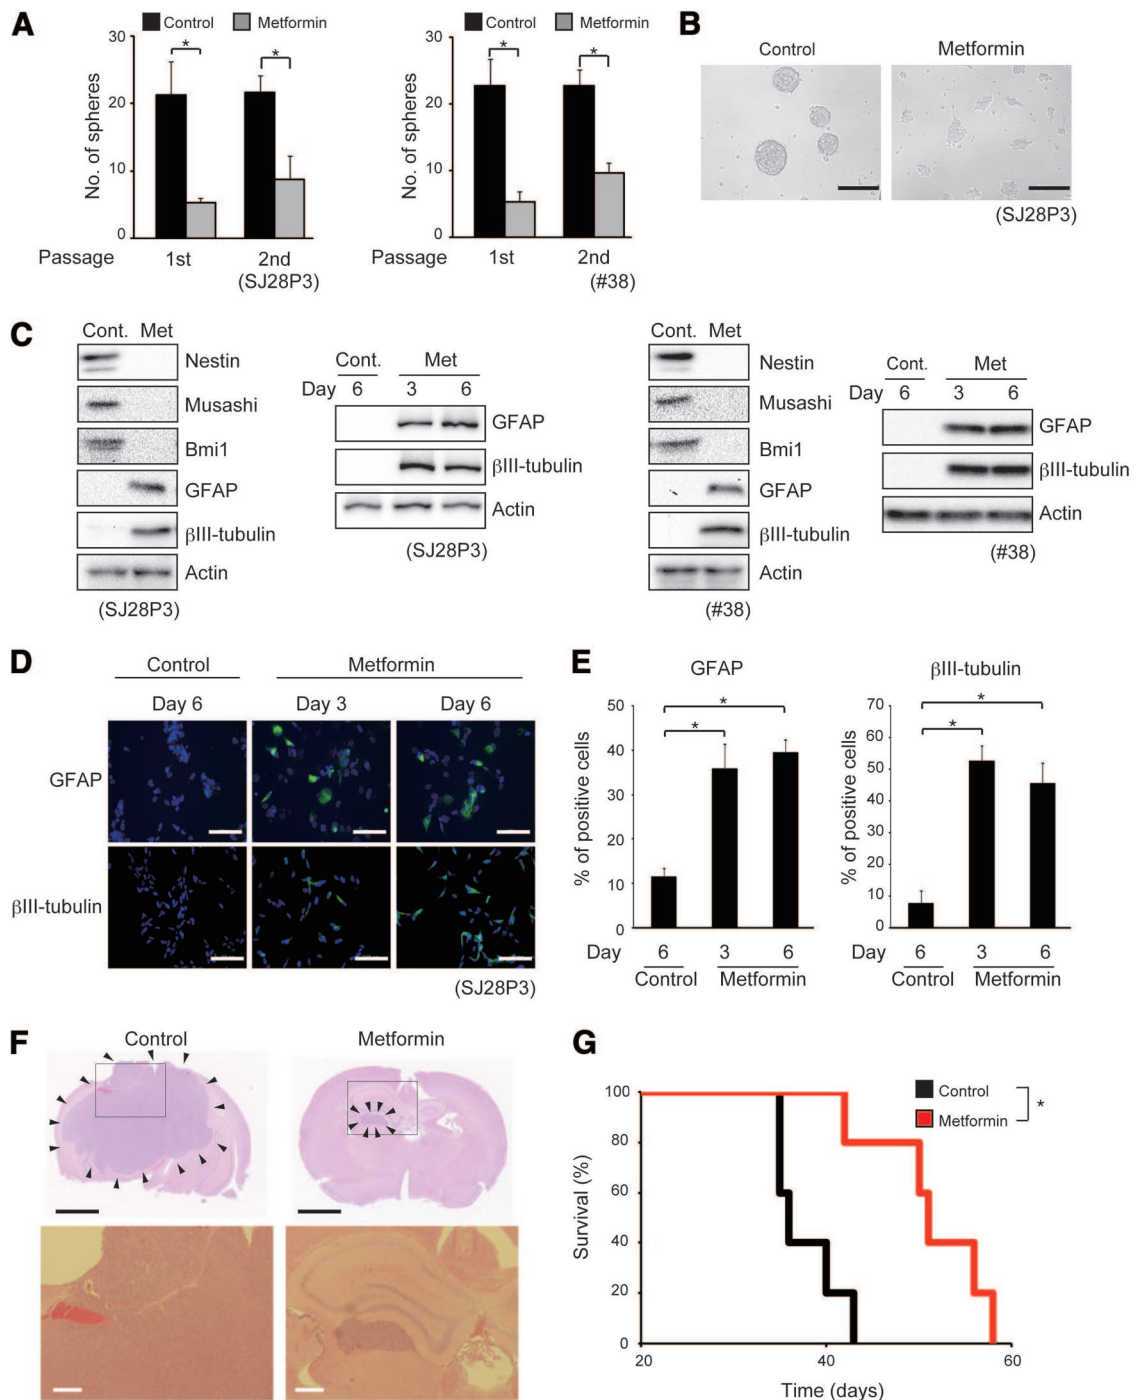 A
Control Metformin
No. of spheres
30
20
10
0
*
*
Passage 1st 2nd
(SJ28P3)
Control Metformin
No. of spheres
30
20
10
0
*
*
Passage 1st 2nd
(#38)
B
Control Metformin
(SJ28P3)
C
Cont. Met
Nestin
Musashi
Bmi1
GFAP
βIII-tubulin
Actin
(SJ28P3)
Cont. Met
Day 6 3 6
GFAP
βIII-tubulin
Actin
(SJ28P3)
Cont. Met
Nestin
Musashi
Bmi1
GFAP
βIII-tubulin
Actin
(#38)
Cont. Met
Day 6 3 6
GFAP
βIII-tubulin
Actin
(#38)
D
Control Metformin
Day 6 Day 3 Day 6
GFAP
βIII-tubulin
(SJ28P3)
E
GFAP
% of positive cells
50
40
30
20
10
0
*
*
Day 6 3 6
Control Metformin
βIII-tubulin
% of positive cells
70
60
50
40
30
20
10
0
*
*
Day 6 3 6
Control Metformin
F
Control Metformin
G
Control
Metformin
*
Survival (%)
100
80
60
40
20
0
20 40 60
Time (days)